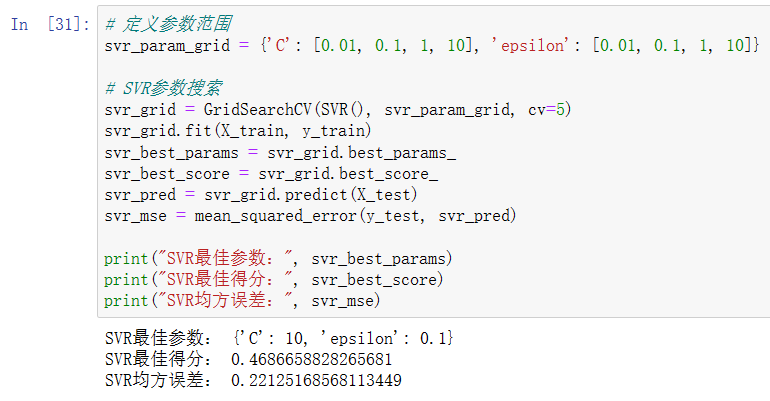 In [31]:
# 定义参数范围
svr_param_grid = {'C': [0.01, 0.1, 1, 10], 'epsilon': [0.01, 0.1, 1, 10]}
# SVR参数搜索
svr_grid = GridSearchCV(SVR(), svr_param_grid, cv=5)
svr_grid.fit(X_train, y_train)
svr_best_params = svr_grid.best_params_
svr_best_score = svr_grid.best_score_
svr_pred = svr_grid.predict(X_test)
svr_mse = mean_squared_error(y_test, svr_pred)
print("SVR最佳参数：", svr_best_params)
print("SVR最佳得分：", svr_best_score)
print("SVR均方误差：", svr_mse)
SVR最佳参数： {'C': 10, 'epsilon': 0.1}
SVR最佳得分： 0.4686658828265681
SVR均方误差： 0.22125168568113449